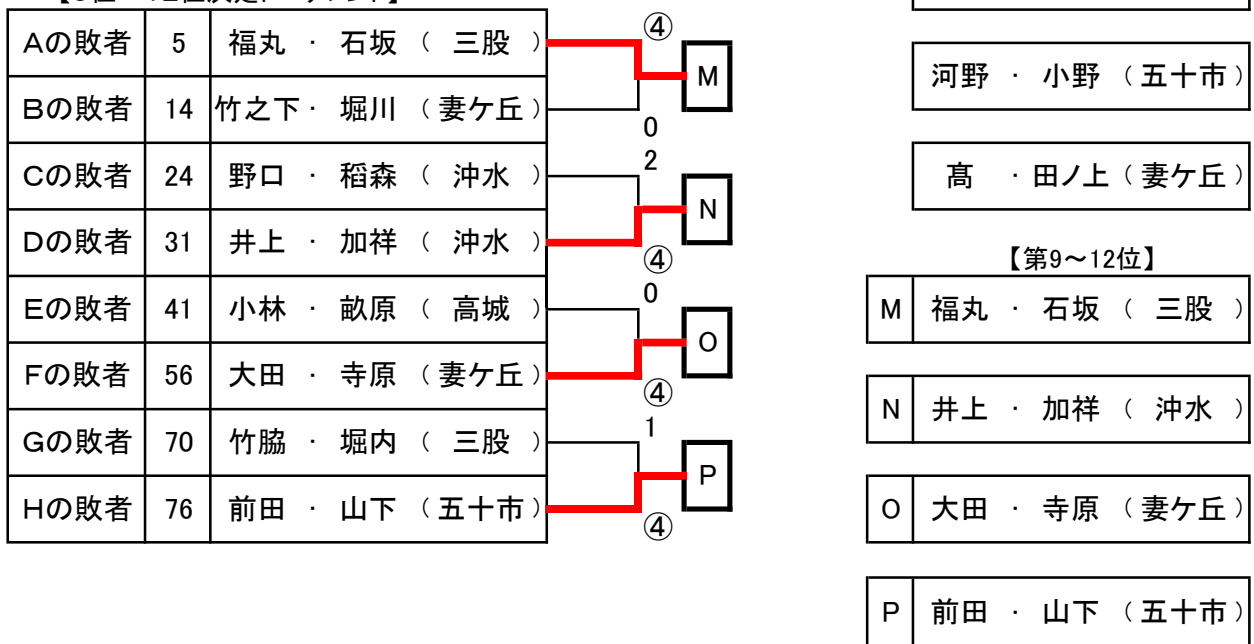 Aの敗者 5 福丸 ・ 石坂 （ 三股 ） ④
M
Bの敗者 14 竹之下・ 堀川 （ 妻ケ丘 ） 0
Cの敗者 24 野口 ・ 稲森 （ 沖水 ） 2
N
Dの敗者 31 井上 ・ 加祥 （ 沖水 ） ④
Eの敗者 41 小林 ・ 畝原 （ 高城 ） 0
O
Fの敗者 56 大田 ・ 寺原 （ 妻ケ丘 ） ④
Gの敗者 70 竹脇 ・ 堀内 （ 三股 ） 1
P
Hの敗者 76 前田 ・ 山下 （ 五十市 ） ④
河野 ・ 小野 （ 五十市 ）
髙 ・田ノ上 （ 妻ケ丘 ）
【第9～12位】
M 福丸 ・ 石坂 （ 三股 ）
N 井上 ・ 加祥 （ 沖水 ）
O 大田 ・ 寺原 （ 妻ケ丘 ）
P 前田 ・ 山下 （ 五十市 ）